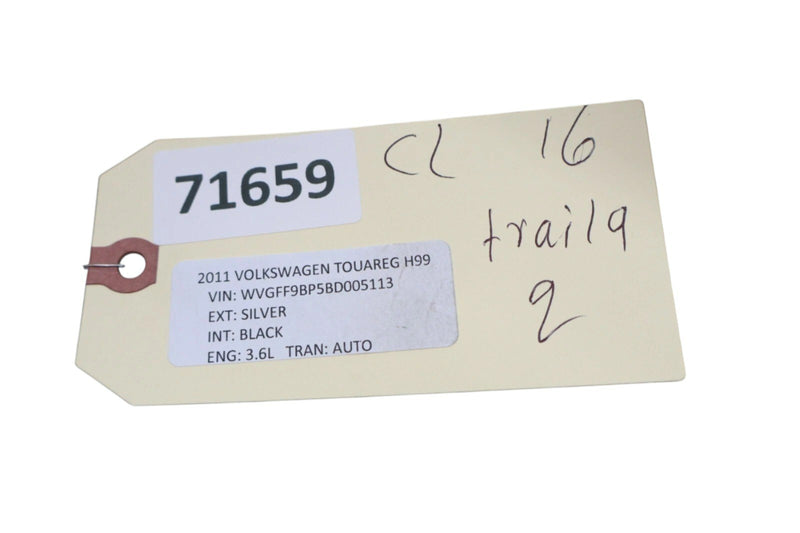 71659
CL 16
trailq
2
2011 VOLKSWAGEN TOUAREG H99
VIN: WVGFF9BP5BD005113
EXT: SILVER
INT: BLACK
ENG: 3.6L TRAN: AUTO